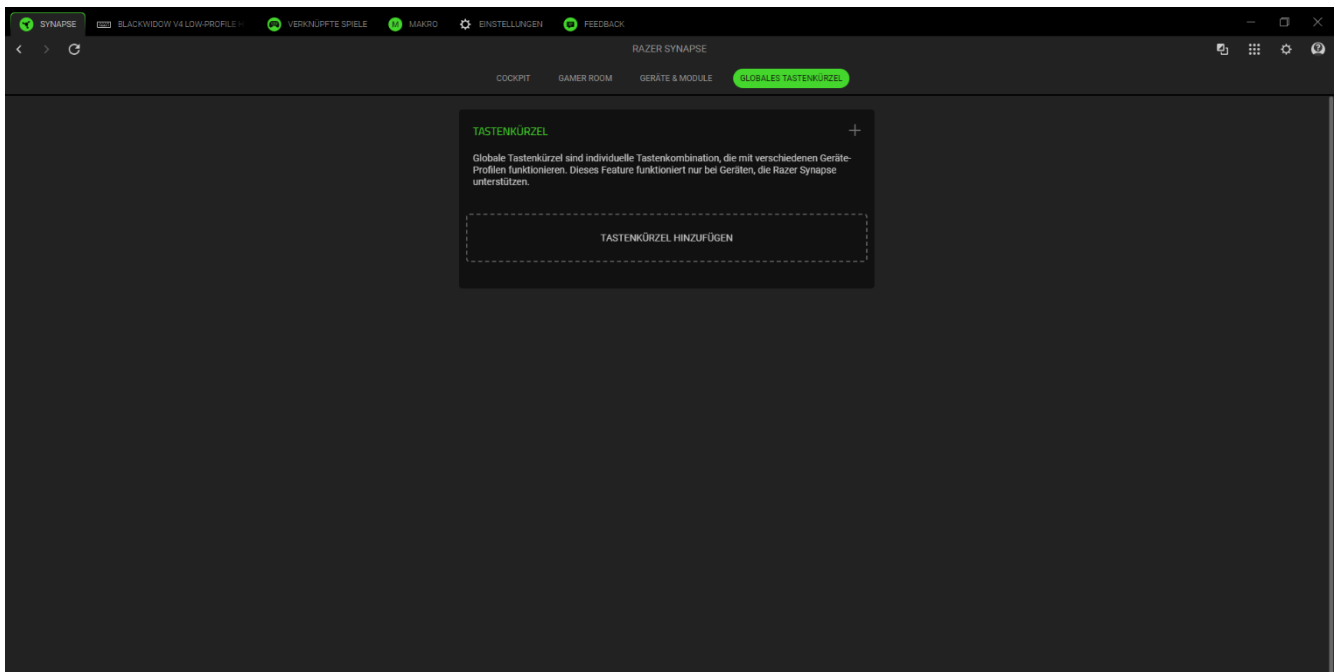 SYNAPSE BLACKWIDOW V4 LOW-PROFILE VERKNÜPFTE SPIELE M MAKRO EINSTELLUNGEN FEEDBACK
RAZER SYNAPSE
COCKPIT GAMER ROOM GERÄTE & MODULE GLOBALES TASTENKÜRZEL
TASTENKÜRZEL
Globale Tastenkürzel sind individuelle Tastenkombination, die mit verschiedenen Geräte-
Profilen funktionieren. Dieses Feature funktioniert nur bei Geräten, die Razer Synapse
unterstützen.
TASTENKÜRZEL HINZUFÜGEN